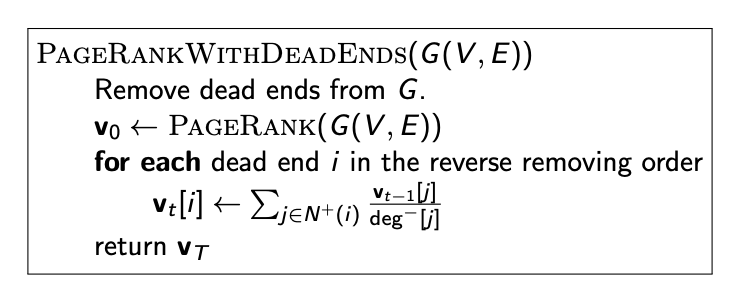 PAGERANKWITHDEADENDS(G(V, E))
Remove dead ends from G.
v₀ ← PAGERANK(G(V, E))
for each dead end i in the reverse removing order
vₜ[i] ← ∑_{j∈N⁺(i)} \frac{vₜ₋₁[j]}{deg⁻[j]}
return v_T